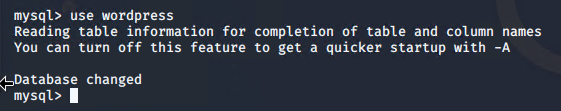 mysql> use wordpress
Reading table information for completion of table and column names
You can turn off this feature to get a quicker startup with -A
Database changed
mysql>